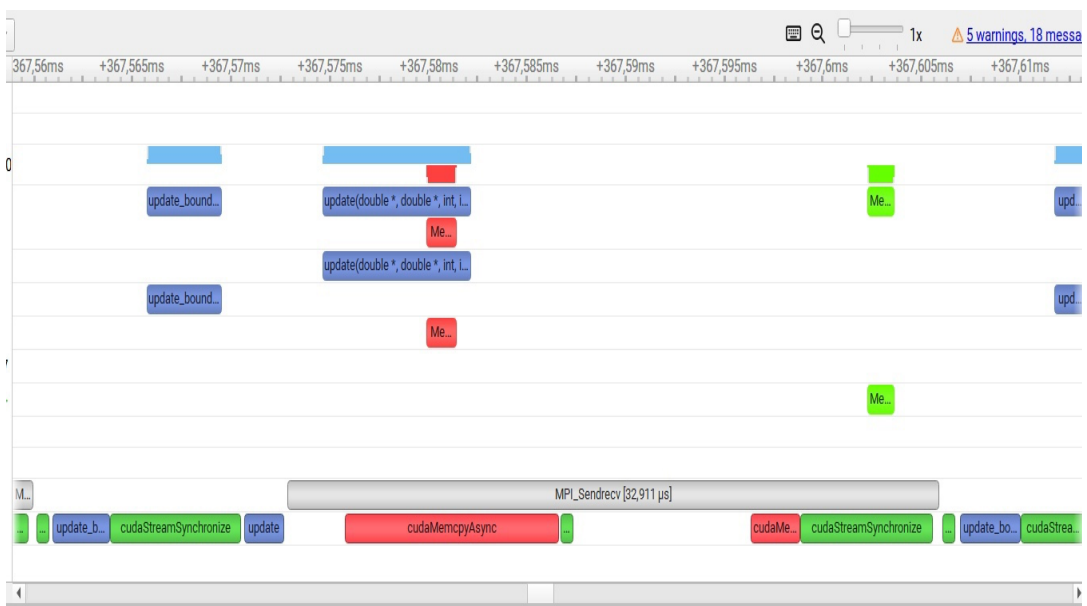 1x 5 warnings, 18 messa
367,56ms +367,565ms +367,57ms +367,575ms +367,58ms +367,585ms +367,59ms +367,595ms +367,6ms +367,605ms +367,61ms
0
update_bound... update(double *, double *, int, i... Me... upd
Me...
update(double *, double *, int, i...
update_bound... upd
Me...
Me...
M... MPI_Sendrecv [32,911 µs]
... ... update_b... cudaStreamSynchronize update cudaMemcpyAsync ... cudaMe... cudaStreamSynchronize ... update_bo... cudaStrea...